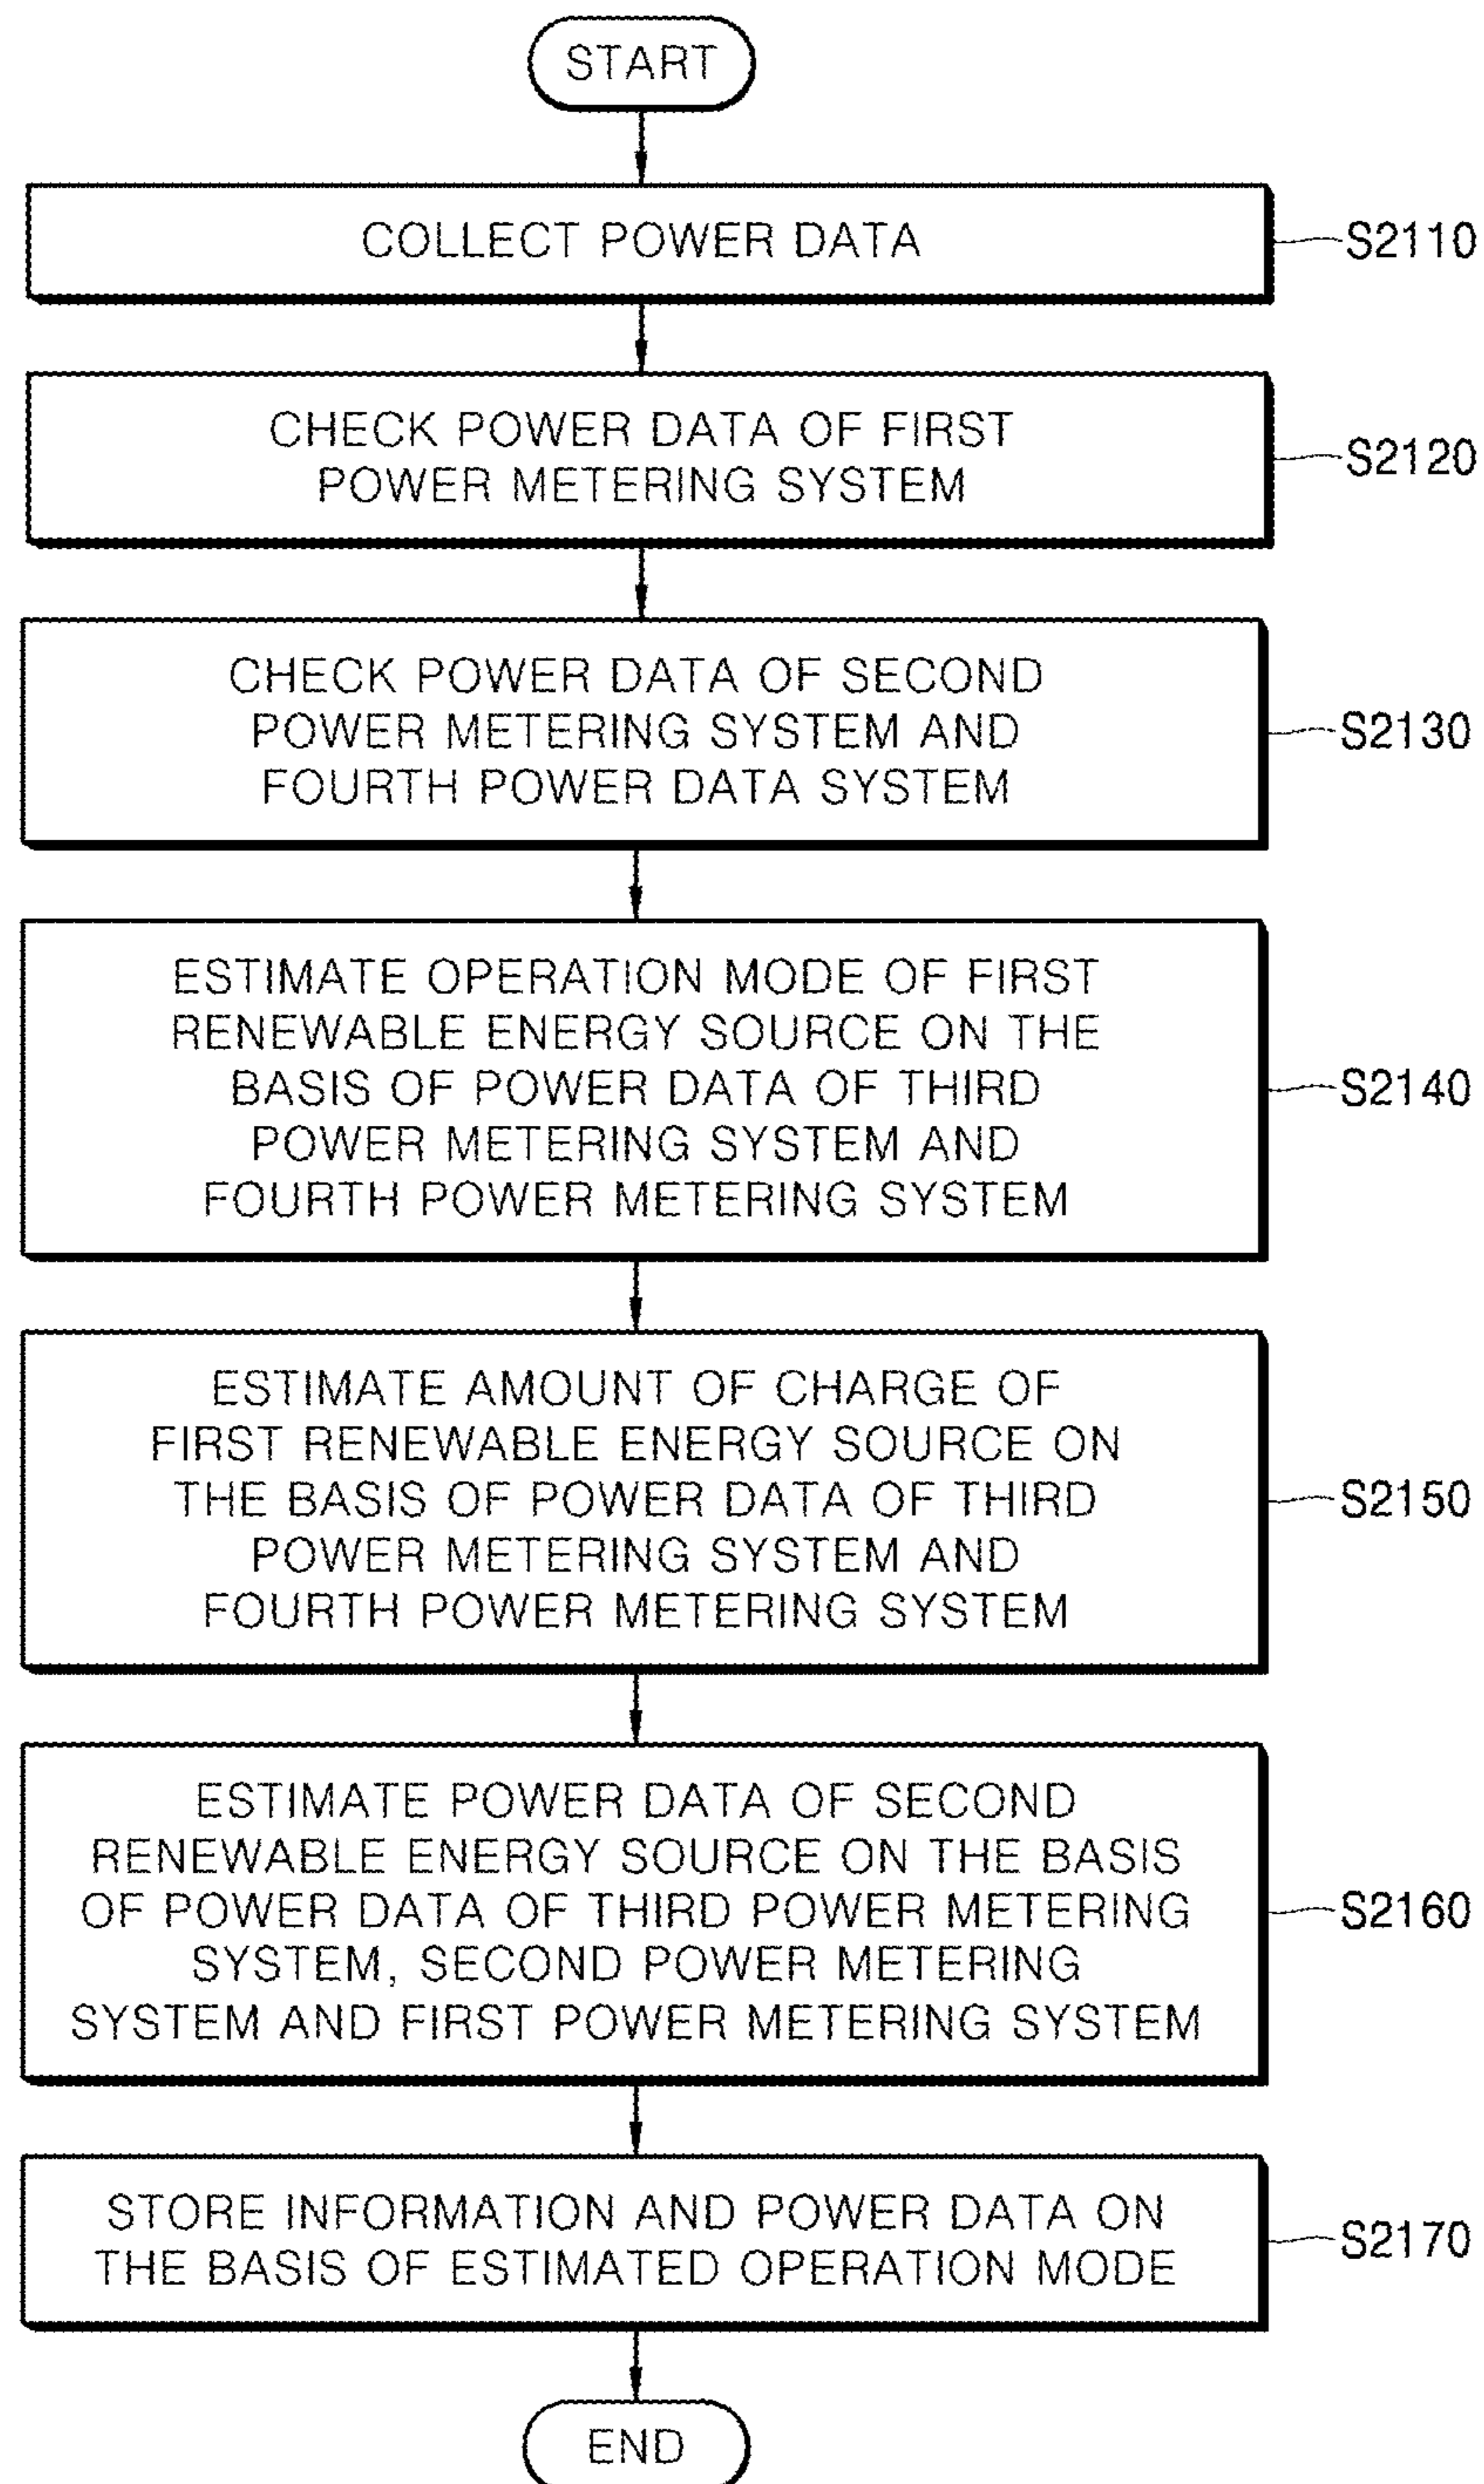 START
COLLECT POWER DATA
S2110
CHECK POWER DATA OF FIRST
POWER METERING SYSTEM
S2120
CHECK POWER DATA OF SECOND
POWER METERING SYSTEM AND
FOURTH POWER DATA SYSTEM
S2130
ESTIMATE OPERATION MODE OF FIRST
RENEWABLE ENERGY SOURCE ON THE
BASIS OF POWER DATA OF THIRD
POWER METERING SYSTEM AND
FOURTH POWER METERING SYSTEM
S2140
ESTIMATE AMOUNT OF CHARGE OF
FIRST RENEWABLE ENERGY SOURCE ON
THE BASIS OF POWER DATA OF THIRD
POWER METERING SYSTEM AND
FOURTH POWER METERING SYSTEM
S2150
ESTIMATE POWER DATA OF SECOND
RENEWABLE ENERGY SOURCE ON THE BASIS
OF POWER DATA OF THIRD POWER METERING
SYSTEM, SECOND POWER METERING
SYSTEM AND FIRST POWER METERING SYSTEM
S2160
STORE INFORMATION AND POWER DATA ON
THE BASIS OF ESTIMATED OPERATION MODE
S2170
END